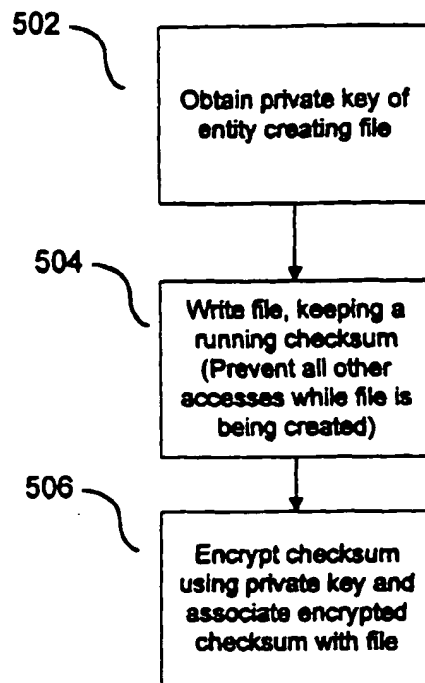 502
Obtain private key of
entity creating file
504
Write file, keeping a
running checksum
(Prevent all other
accesses while file is
being created)
506
Encrypt checksum
using private key and
associate encrypted
checksum with file